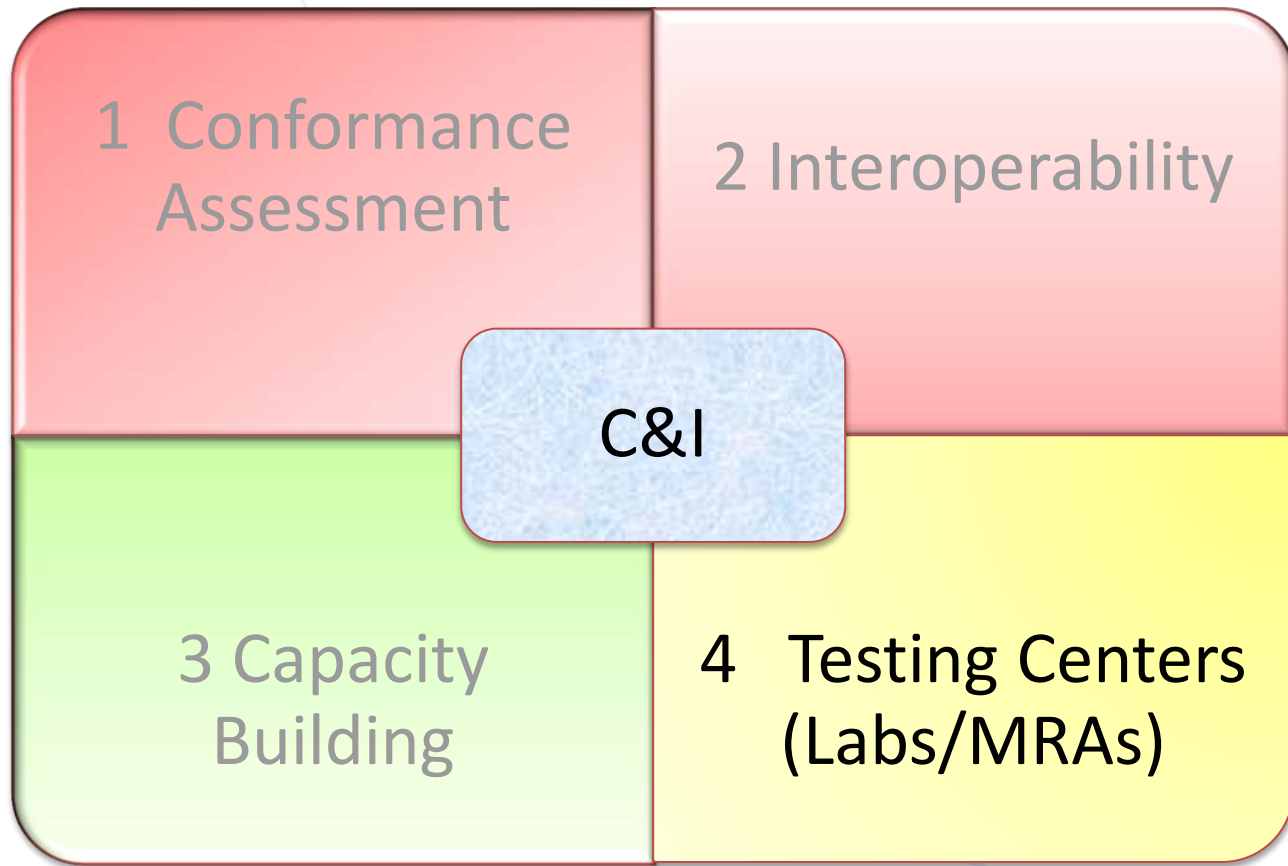 1 Conformance
Assessment
2 Interoperability
C&I
3 Capacity
Building
4 Testing Centers
(Labs/MRAs)